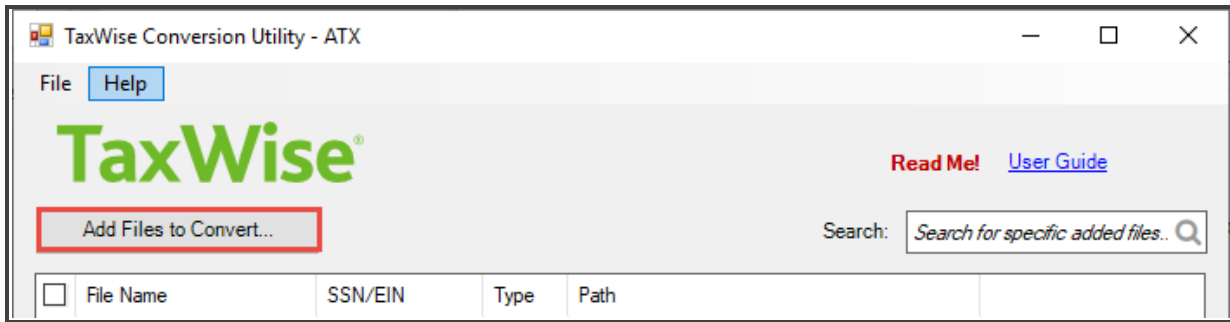 TaxWise Conversion Utility - ATX
File Help
TaxWise®
Read Me! User Guide
Add Files to Convert... Search: Search for specific added files..
File Name SSN/EIN Type Path